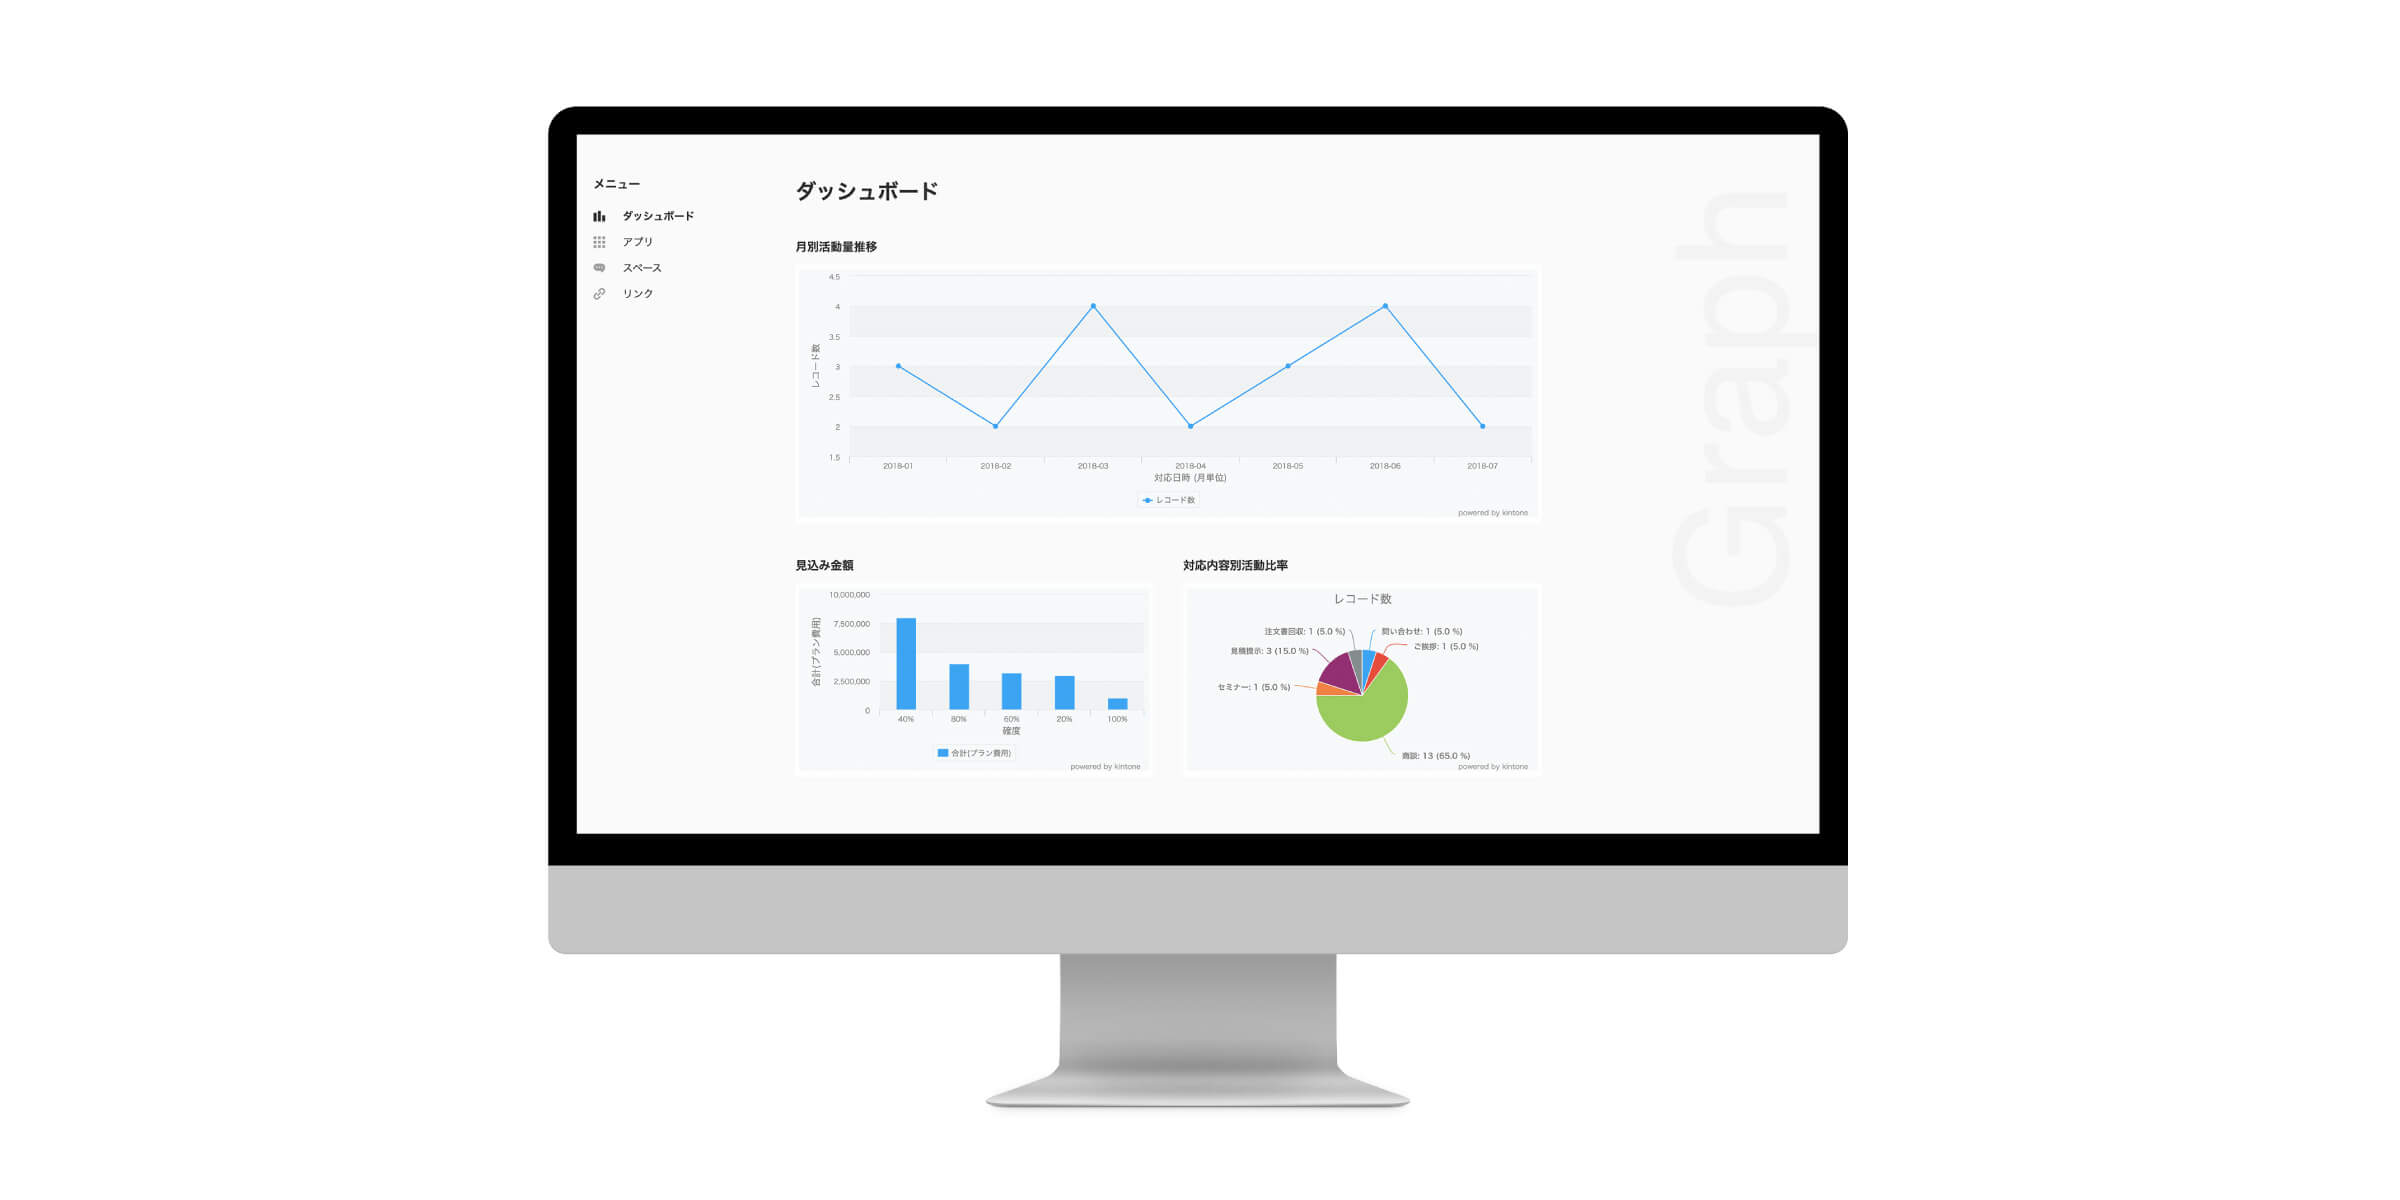 メニュー
ダッシュボード
アプリ
スペース
リンク
ダッシュボード
月別活動量推移
4.5
4
3.5
3
2.5
2
1.5
レコード数
2018-01 2018-02 2018-03 2018-04 2018-05 2018-06 2018-07
対応日時 (月単位)
レコード数
powered by kintone
見込み金額
10,000,000
7,500,000
5,000,000
2,500,000
0
合計(プラン費用)
40% 80% 60% 20% 100%
確度
合計(プラン費用)
powered by kintone
対応内容別活動比率
レコード数
注文書回収: 1 (5.0 %)
問い合わせ: 1 (5.0 %)
ご挨拶: 1 (5.0 %)
見積提示: 3 (15.0 %)
セミナー: 1 (5.0 %)
商談: 13 (65.0 %)
powered by kintone
Graph